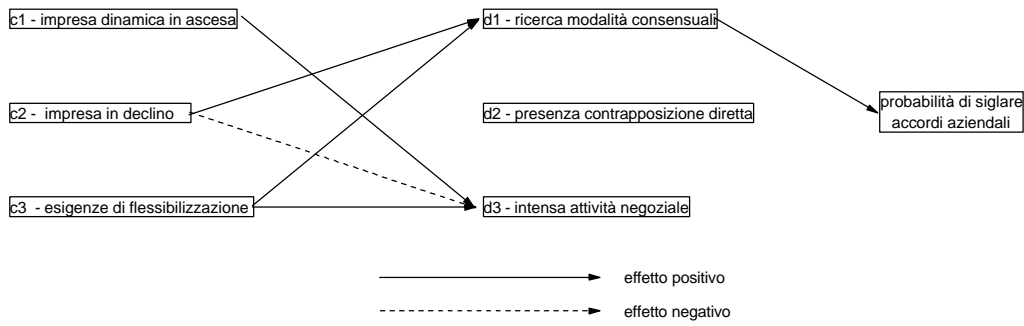 c1 - impresa dinamica in ascesa
d1 - ricerca modalità consensuali
c2 - impresa in declino
d2 - presenza contrapposizione diretta
probabilità di siglare
accordi aziendali
c3 - esigenze di flessibilizzazione
d3 - intensa attività negoziale
effetto positivo
effetto negativo